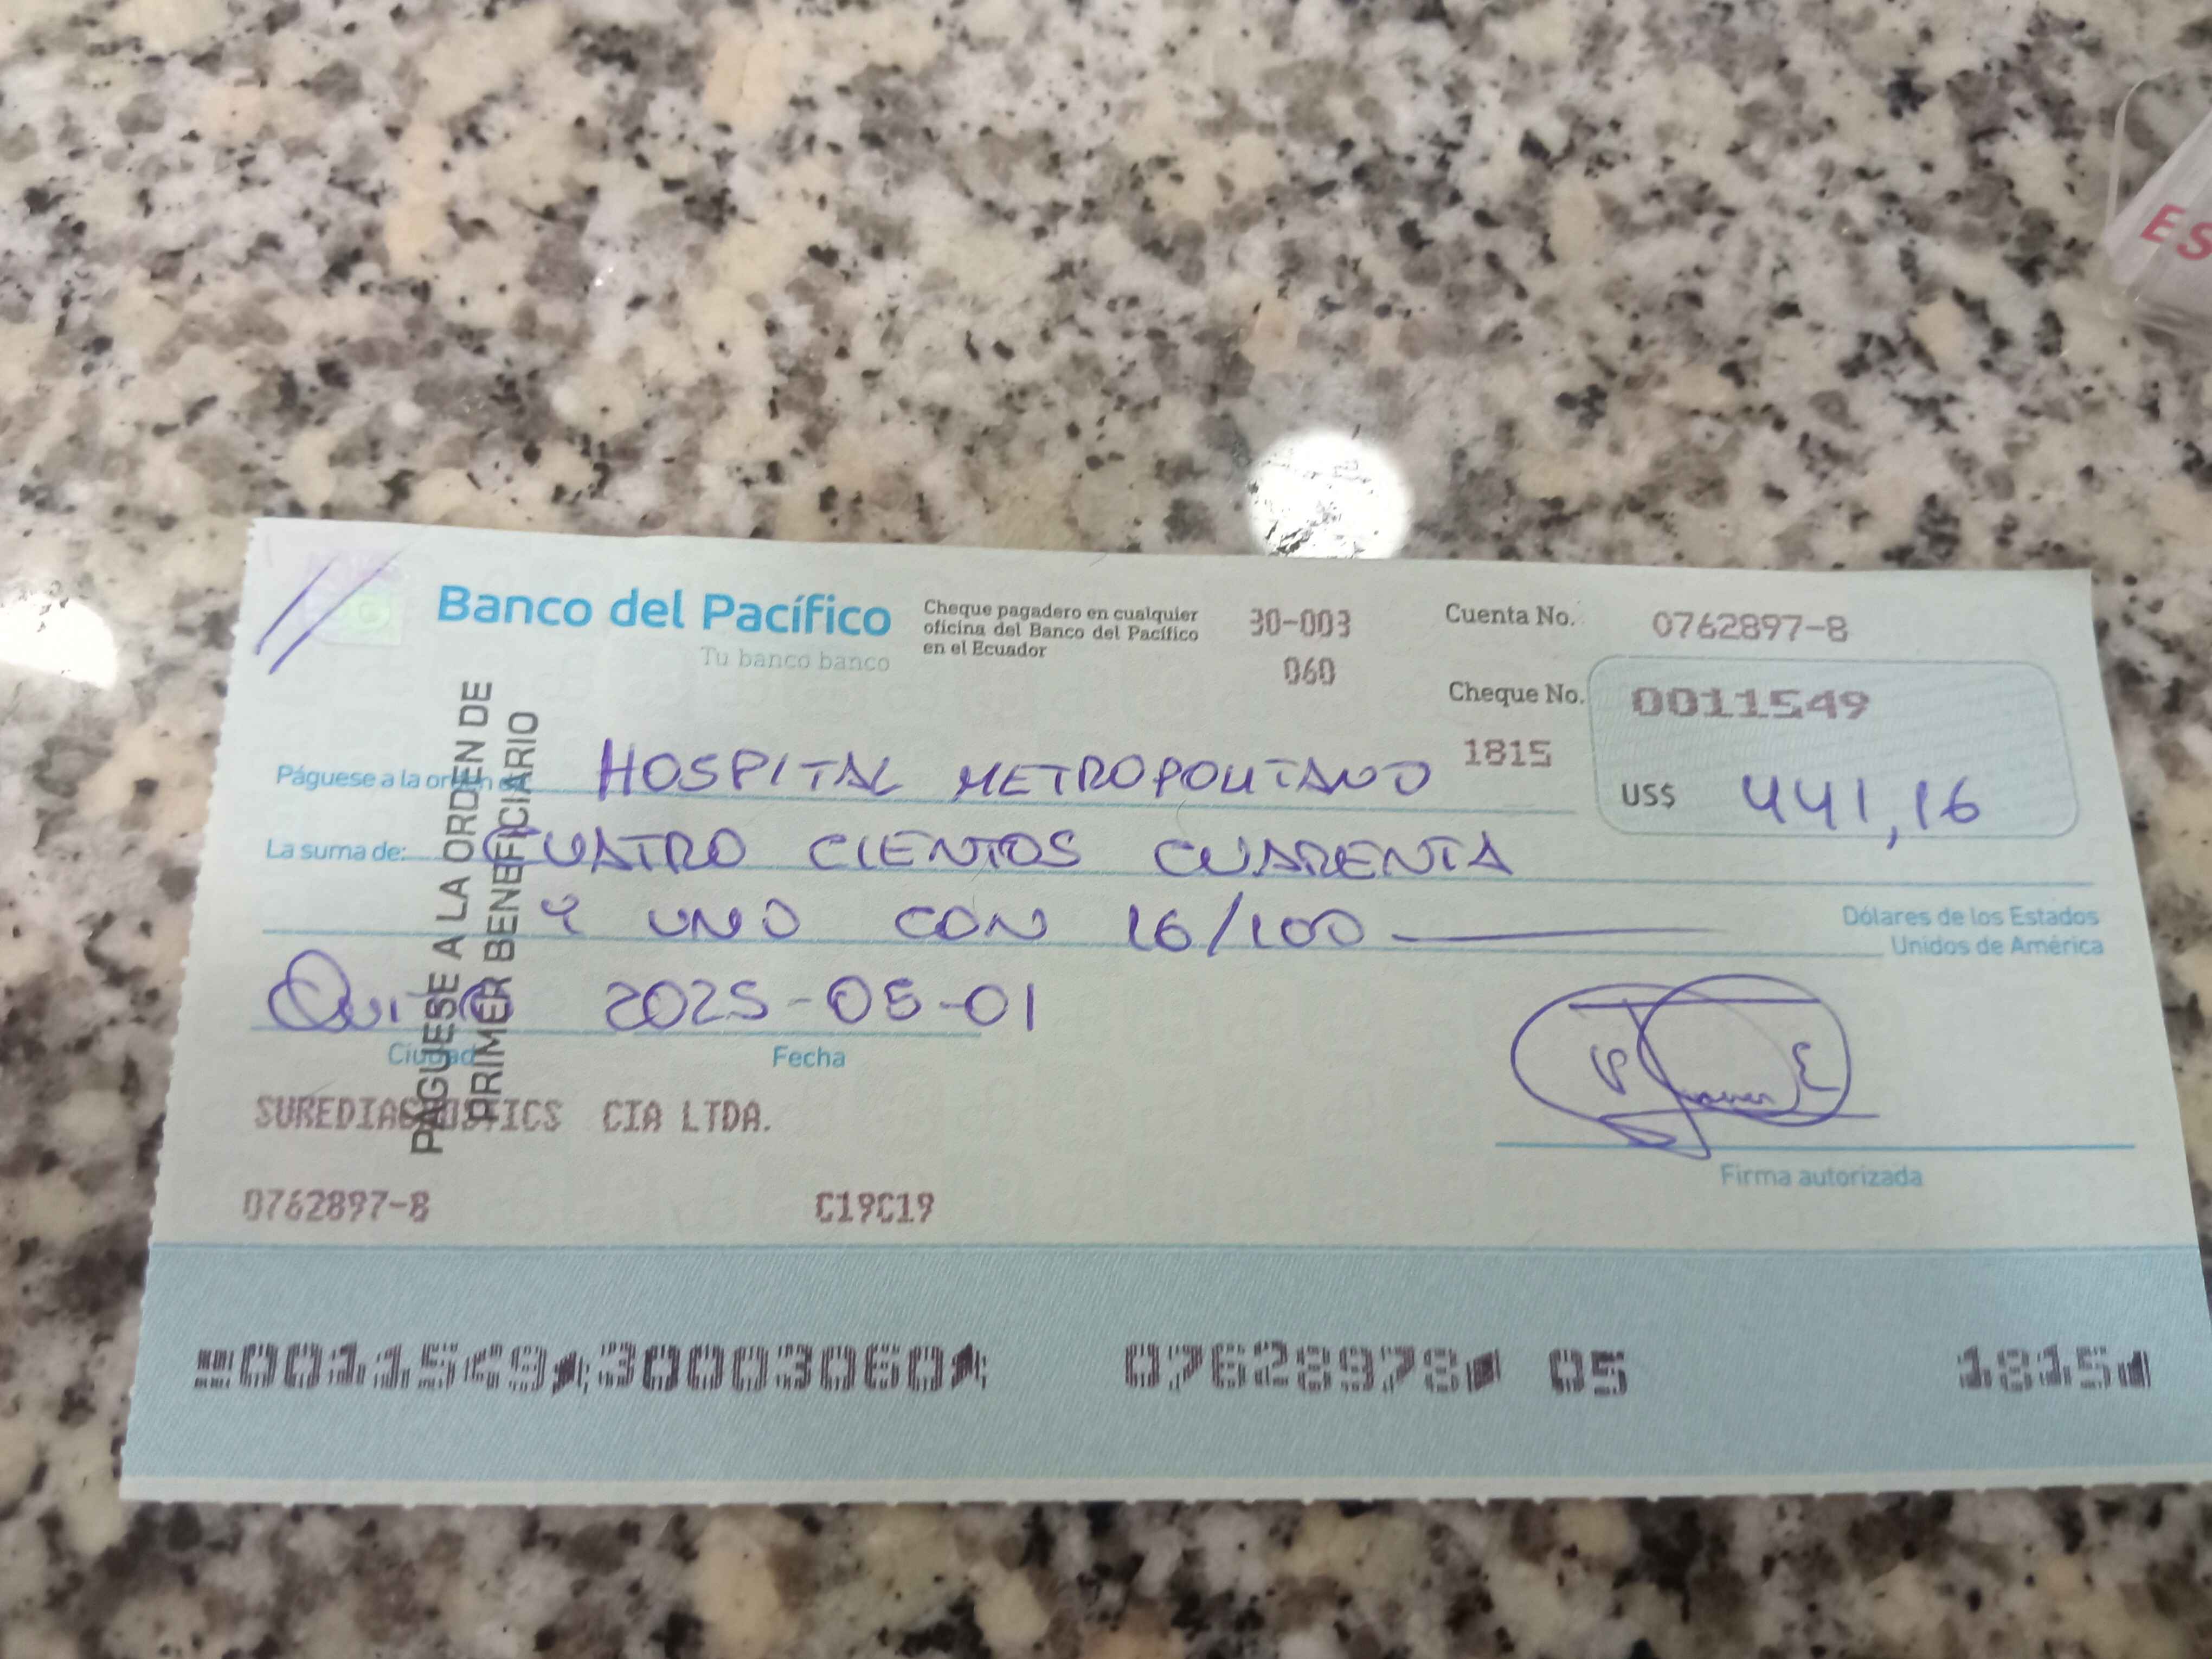 Banco del Pacífico
Tu banco banco
Cheque pagadero en cualquier
oficina del Banco del Pacífico
en el Ecuador
30-003
060
Cuenta No. 0762897-8
Cheque No. 0011549
1815
Páguese a la orden de HOSPITAL METROPOLITANO
US$ 441,16
La suma de: CUATRO CIENTOS CUARENTA
Y UNO CON 16/100
Dólares de los Estados
Unidos de América
Quito 2025-05-01
Ciudad Fecha
PAGUESE A LA ORDEN DE
PRIMER BENEFICIARIO
SUREDIAGNOSTICS CIA LTDA.
0762897-8 C19C19
Firma autorizada
0011549 30003060 07628978 05 1815
ES